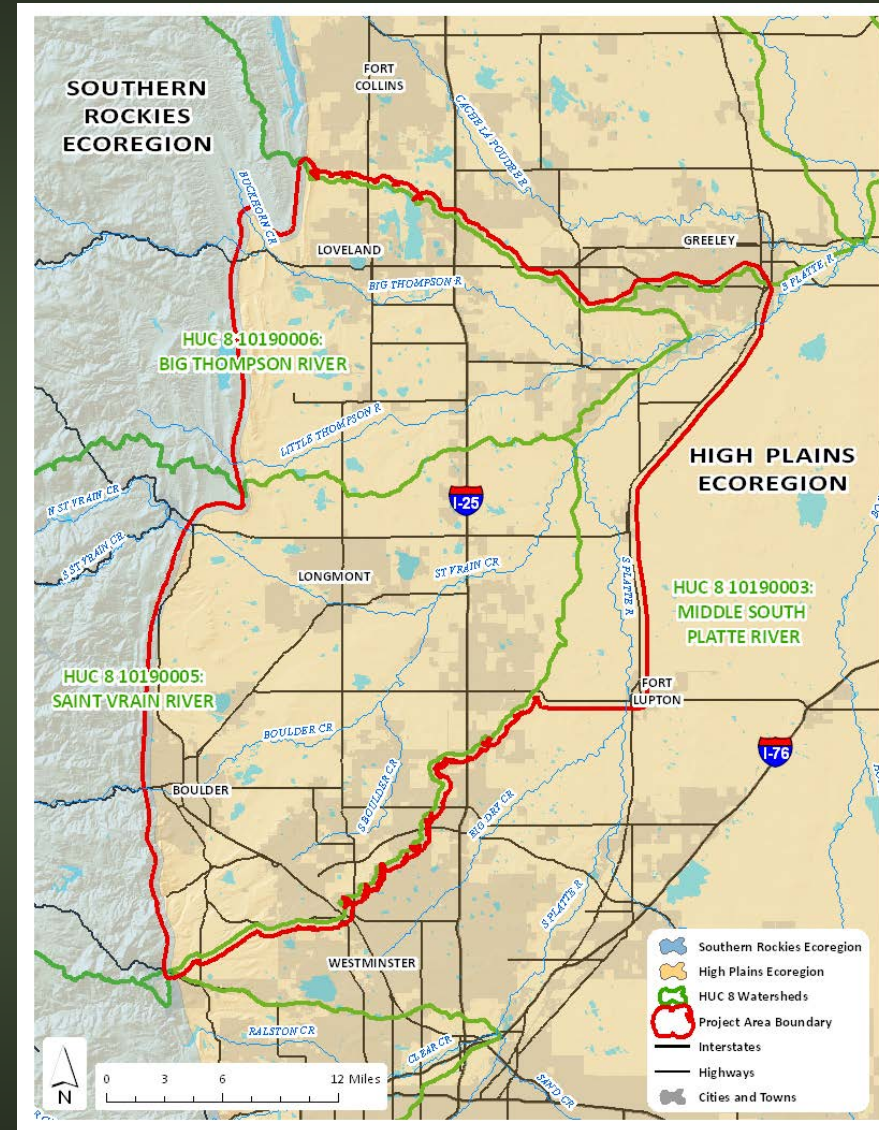 SOUTHERN
ROCKIES
ECOREGION
FORT
COLLINS
CACHE LA POUDRE R
BUCKHORN CR
LOVELAND
GREELEY
BIG THOMPSON R
S PLATTE R
HUC 8 10190006:
BIG THOMPSON RIVER
LITTLE THOMPSON R
HIGH PLAINS
ECOREGION
N ST VRAIN CR
I-25
S ST VRAIN CR
LONGMONT
ST VRAIN CR
S PLATTE R
HUC 8 10190003:
MIDDLE SOUTH
PLATTE RIVER
HUC 8 10190005:
SAINT VRAIN RIVER
FORT
LUPTON
BOULDER CR
I-76
BOULDER
S BOULDER CR
BIG DRY CR
S PLATTE R
WESTMINSTER
RALSTON CR
CLEAR CR
SAND CR
N
0 3 6 12 Miles
Southern Rockies Ecoregion
High Plains Ecoregion
HUC 8 Watersheds
Project Area Boundary
Interstates
Highways
Cities and Towns